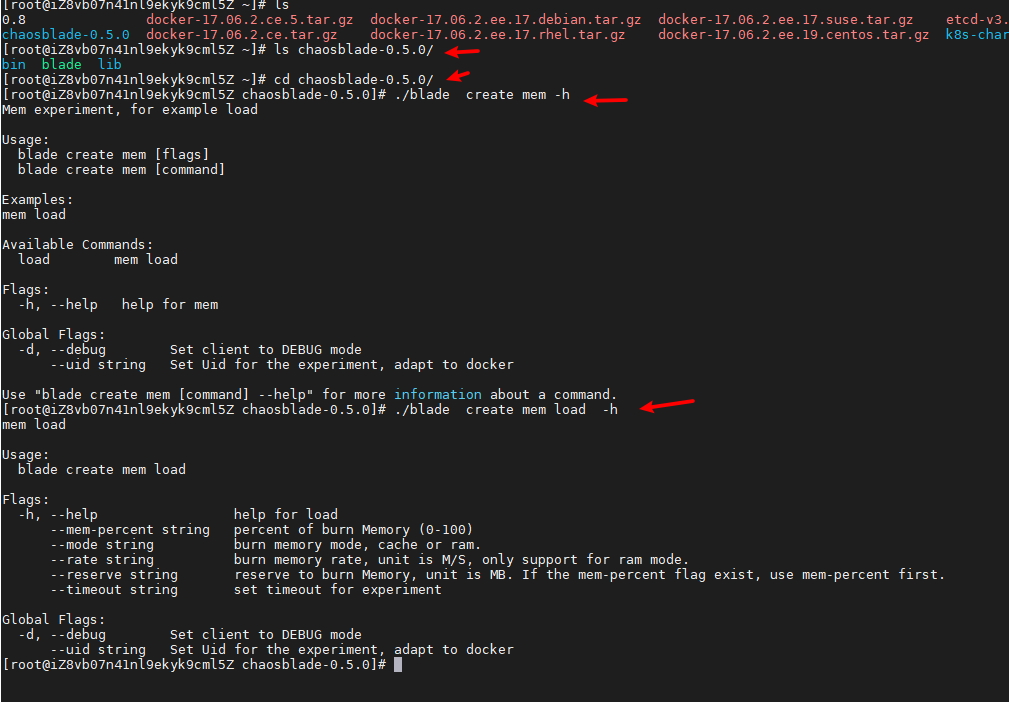 [root@iZ8vb07n41nl9ekyk9cml5Z ~]# ls
0.8 docker-17.06.2.ce.5.tar.gz docker-17.06.2.ee.17.debian.tar.gz docker-17.06.2.ee.17.suse.tar.gz etcd-v3.
chaosblade-0.5.0 docker-17.06.2.ce.tar.gz docker-17.06.2.ee.17.rhel.tar.gz docker-17.06.2.ee.19.centos.tar.gz k8s-char
[root@iZ8vb07n41nl9ekyk9cml5Z ~]# ls chaosblade-0.5.0/
bin blade lib
[root@iZ8vb07n41nl9ekyk9cml5Z ~]# cd chaosblade-0.5.0/
[root@iZ8vb07n41nl9ekyk9cml5Z chaosblade-0.5.0]# ./blade  create mem -h
Mem experiment, for example load

Usage:
  blade create mem [flags]
  blade create mem [command]

Examples:
mem load

Available Commands:
  load        mem load

Flags:
  -h, --help   help for mem

Global Flags:
  -d, --debug        Set client to DEBUG mode
      --uid string   Set Uid for the experiment, adapt to docker

Use "blade create mem [command] --help" for more information about a command.
[root@iZ8vb07n41nl9ekyk9cml5Z chaosblade-0.5.0]# ./blade  create mem load  -h
mem load

Usage:
  blade create mem load

Flags:
  -h, --help                 help for load
      --mem-percent string   percent of burn Memory (0-100)
      --mode string          burn memory mode, cache or ram.
      --rate string          burn memory rate, unit is M/S, only support for ram mode.
      --reserve string       reserve to burn Memory, unit is MB. If the mem-percent flag exist, use mem-percent first.
      --timeout string       set timeout for experiment

Global Flags:
  -d, --debug        Set client to DEBUG mode
      --uid string   Set Uid for the experiment, adapt to docker
[root@iZ8vb07n41nl9ekyk9cml5Z chaosblade-0.5.0]#